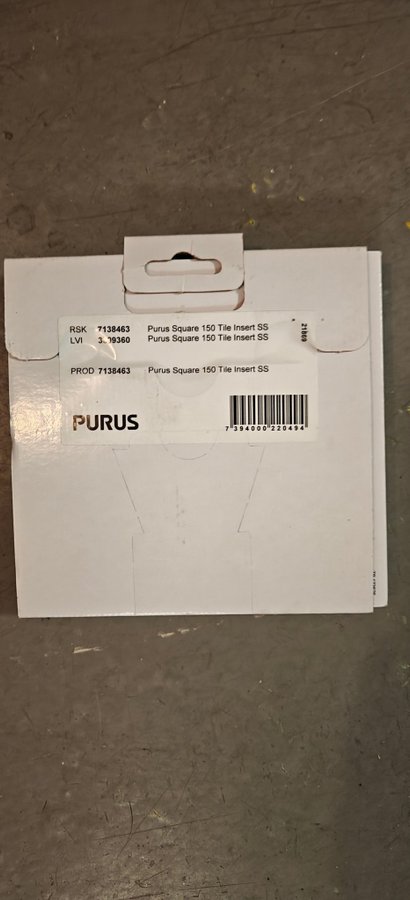 RSK 7138463 Purus Square 150 Tile Insert SS
LVI 3309360 Purus Square 150 Tile Insert SS
21869
PROD 7138463 Purus Square 150 Tile Insert SS
PURUS
7 394000 220494